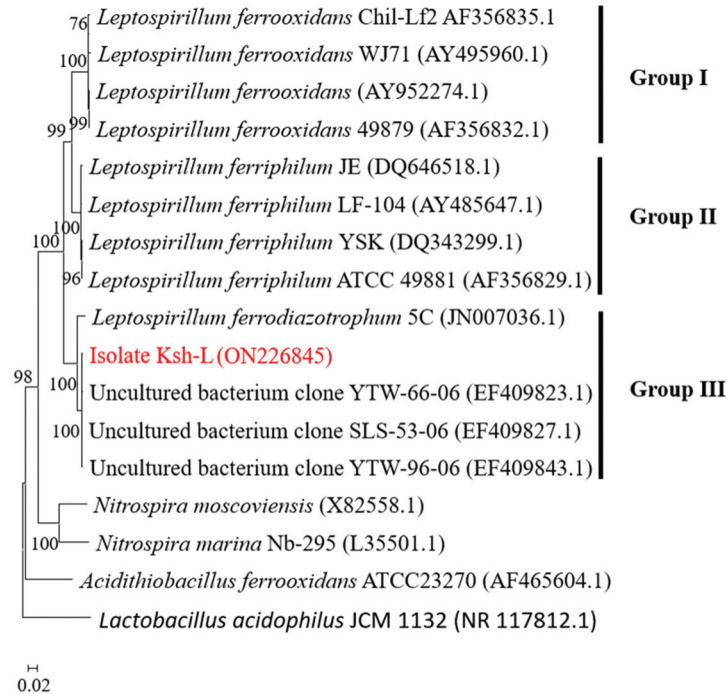 76
Leptospirillum ferrooxidans Chil-Lf2 AF356835.1
100
Leptospirillum ferrooxidans WJ71 (AY495960.1)
Group I
Leptospirillum ferrooxidans (AY952274.1)
99
99
Leptospirillum ferrooxidans 49879 (AF356832.1)
Leptospirillum ferriphilum JE (DQ646518.1)
Leptospirillum ferriphilum LF-104 (AY485647.1)
Group II
100
100
Leptospirillum ferriphilum YSK (DQ343299.1)
96
Leptospirillum ferriphilum ATCC 49881 (AF356829.1)
Leptospirillum ferrodiazotrophum 5C (JN007036.1)
Isolate Ksh-L (ON226845)
98
100
Uncultured bacterium clone YTW-66-06 (EF409823.1)
Group III
100
Uncultured bacterium clone SLS-53-06 (EF409827.1)
Uncultured bacterium clone YTW-96-06 (EF409843.1)
Nitrospira moscoviensis (X82558.1)
100
Nitrospira marina Nb-295 (L35501.1)
Acidithiobacillus ferrooxidans ATCC23270 (AF465604.1)
Lactobacillus acidophilus JCM 1132 (NR 117812.1)
0.02